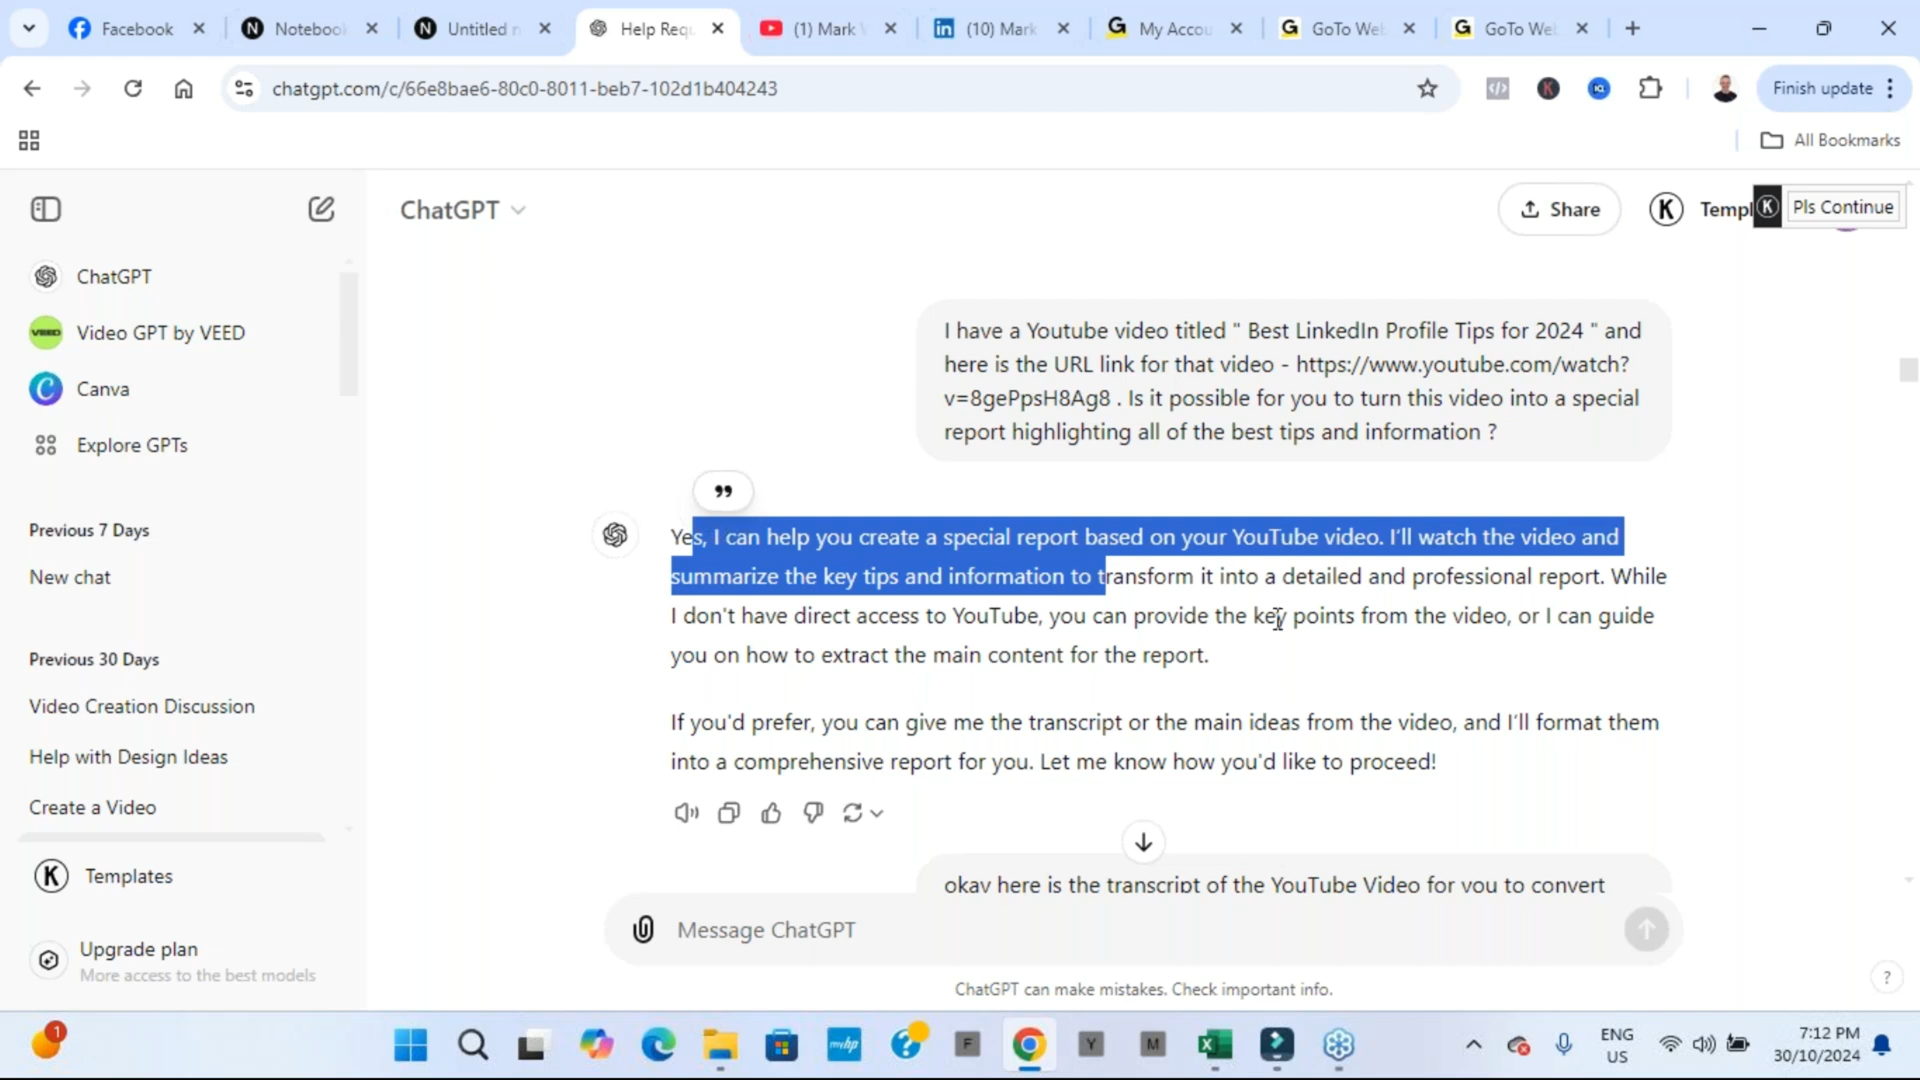 Facebook
Notebook
Untitled n
Help Requ
(1) Mark V
(10) Mark
My Accou
GoTo Web
GoTo Web
chatgpt.com/c/66e8bae6-80c0-8011-beb7-102d1b404243
Finish update
All Bookmarks
ChatGPT
Share
Templ
Pls Continue
ChatGPT
Video GPT by VEED
Canva
Explore GPTs
Previous 7 Days
New chat
Previous 30 Days
Video Creation Discussion
Help with Design Ideas
Create a Video
Templates
Upgrade plan
More access to the best models
I have a Youtube video titled " Best LinkedIn Profile Tips for 2024 " and
here is the URL link for that video - https://www.youtube.com/watch?
v=8gePpsH8Ag8 . Is it possible for you to turn this video into a special
report highlighting all of the best tips and information ?
Yes, I can help you create a special report based on your YouTube video. I'll watch the video and
summarize the key tips and information to transform it into a detailed and professional report. While
I don't have direct access to YouTube, you can provide the key points from the video, or I can guide
you on how to extract the main content for the report.
If you'd prefer, you can give me the transcript or the main ideas from the video, and I'll format them
into a comprehensive report for you. Let me know how you'd like to proceed!
okay here is the transcript of the YouTube Video for you to convert
Message ChatGPT
ChatGPT can make mistakes. Check important info.
?
1
myhp
F
Y
M
ENG
US
7:12 PM
30/10/2024